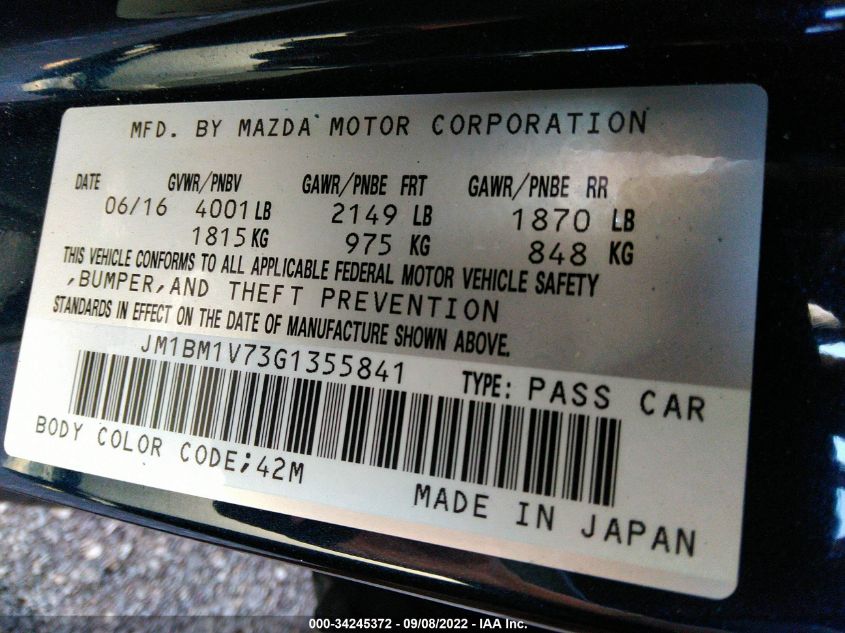 MFD. BY MAZDA MOTOR CORPORATION
DATE GVWR/PNBV GAWR/PNBE FRT GAWR/PNBE RR
06/16 4001 LB 2149 LB 1870 LB
1815 KG 975 KG 848 KG
THIS VEHICLE CONFORMS TO ALL APPLICABLE FEDERAL MOTOR VEHICLE SAFETY
,BUMPER,AND THEFT PREVENTION
STANDARDS IN EFFECT ON THE DATE OF MANUFACTURE SHOWN ABOVE.
JM1BM1V73G1355841 TYPE: PASS CAR
BODY COLOR CODE;42M
MADE IN JAPAN
000-34245372 - 09/08/2022 - IAA Inc.